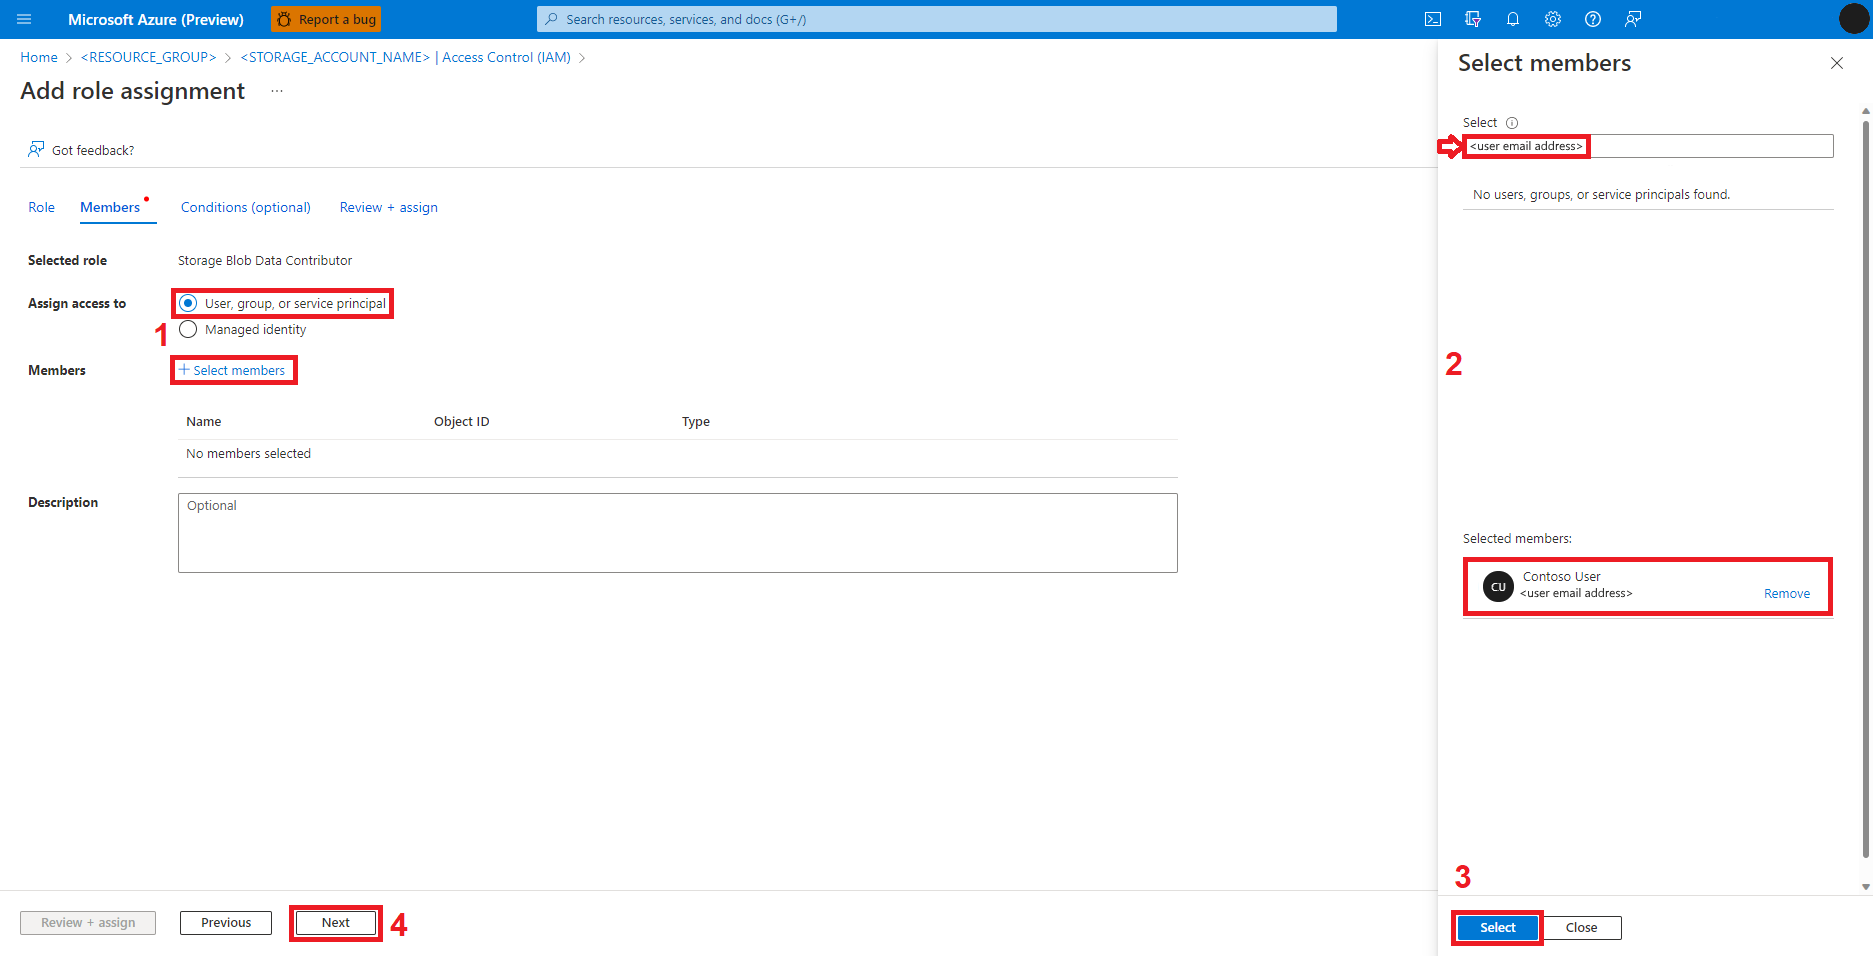 Microsoft Azure (Preview)
Report a bug
Search resources, services, and docs (G+/)
Home > <RESOURCE_GROUP> > <STORAGE_ACCOUNT_NAME> | Access Control (IAM) >
Add role assignment ...
Got feedback?
Role
Members
Conditions (optional)
Review + assign
Selected role
Storage Blob Data Contributor
Assign access to
User, group, or service principal
1
Managed identity
Members
+ Select members
Name
Object ID
Type
No members selected
Description
Optional
Review + assign
Previous
Next
4
Select members
Select
<user email address>
No users, groups, or service principals found.
2
Selected members:
CU
Contoso User
<user email address>
Remove
3
Select
Close